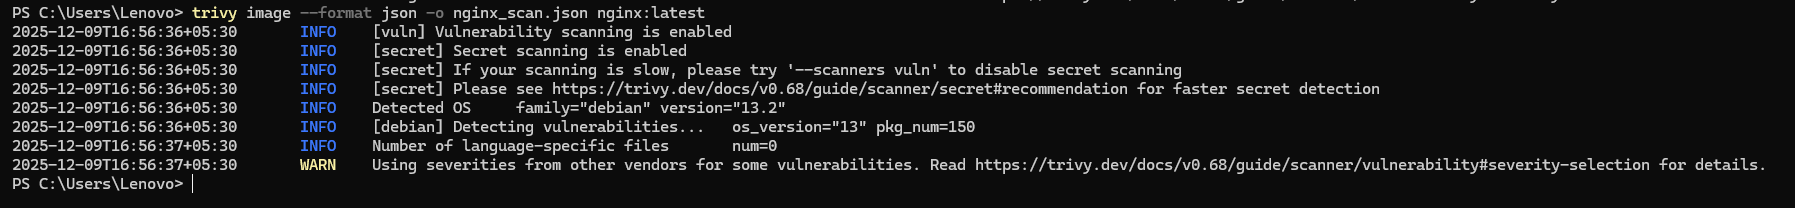 PS C:\Users\Lenovo> trivy image --format json -o nginx_scan.json nginx:latest
2025-12-09T16:56:36+05:30 INFO [vuln] Vulnerability scanning is enabled
2025-12-09T16:56:36+05:30 INFO [secret] Secret scanning is enabled
2025-12-09T16:56:36+05:30 INFO [secret] If your scanning is slow, please try '--scanners vuln' to disable secret scanning
2025-12-09T16:56:36+05:30 INFO [secret] Please see https://trivy.dev/docs/v0.68/guide/scanner/secret#recommendation for faster secret detection
2025-12-09T16:56:36+05:30 INFO Detected OS family="debian" version="13.2"
2025-12-09T16:56:36+05:30 INFO [debian] Detecting vulnerabilities... os_version="13" pkg_num=150
2025-12-09T16:56:37+05:30 INFO Number of language-specific files num=0
2025-12-09T16:56:37+05:30 WARN Using severities from other vendors for some vulnerabilities. Read https://trivy.dev/docs/v0.68/guide/scanner/vulnerability#severity-selection for details.
PS C:\Users\Lenovo>